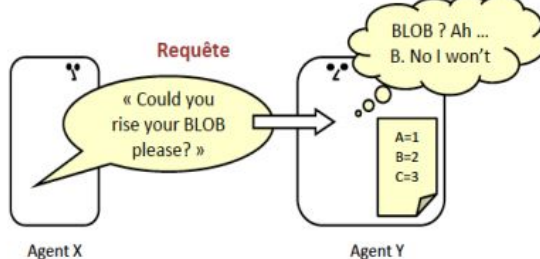 Requête
« Could you
rise your BLOB
please? »
BLOB ? Ah ...
B. No I won't
A=1
B=2
C=3
Agent X
Agent Y